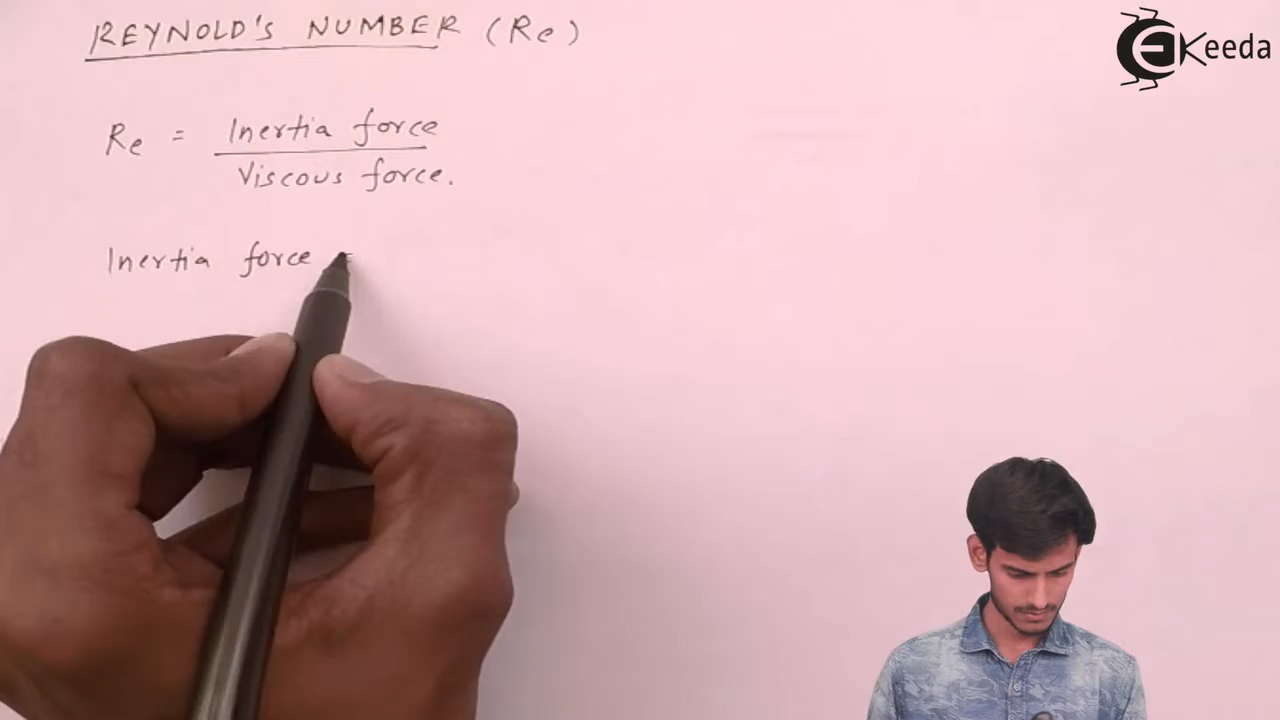 REYNOLD'S NUMBER (Re)
Ekeeda
Re = Inertia force
Viscous force.
Inertia force =